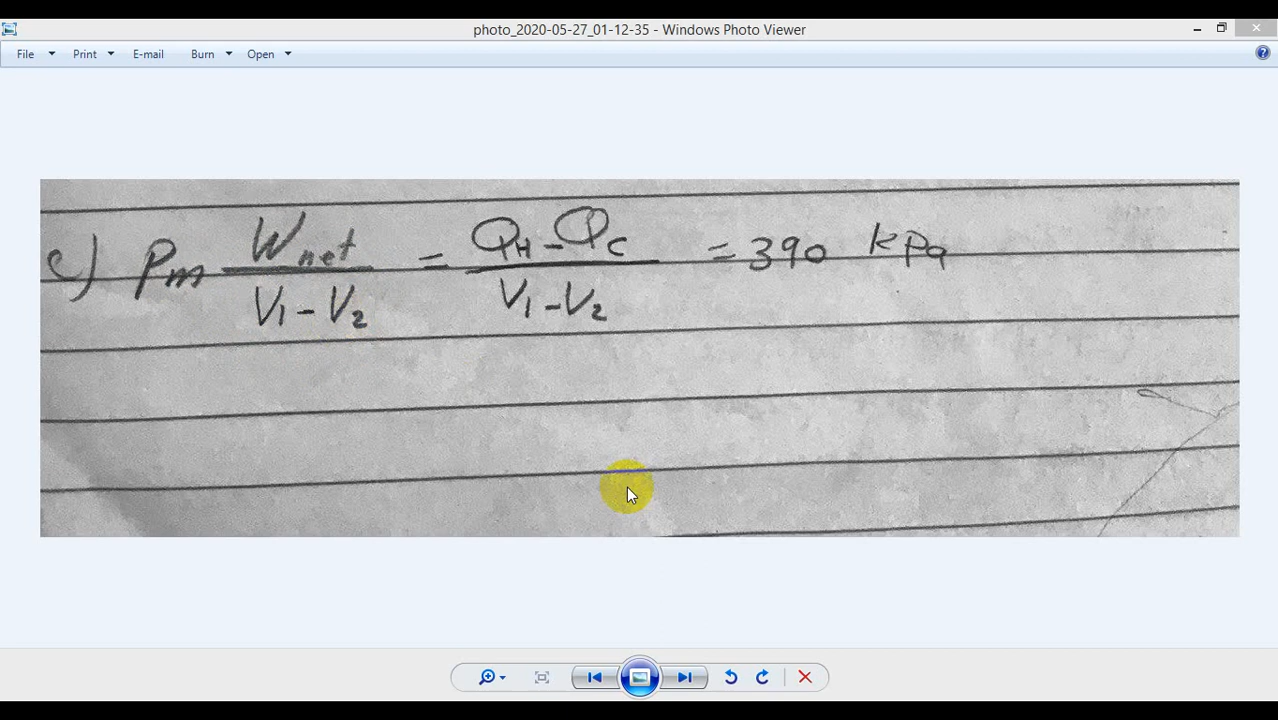 photo_2020-05-27_01-12-35 - Windows Photo Viewer
File Print E-mail Burn Open
c) Pm Wnet / V1 - V2 = QH - QC / V1 - V2 = 390 kPa